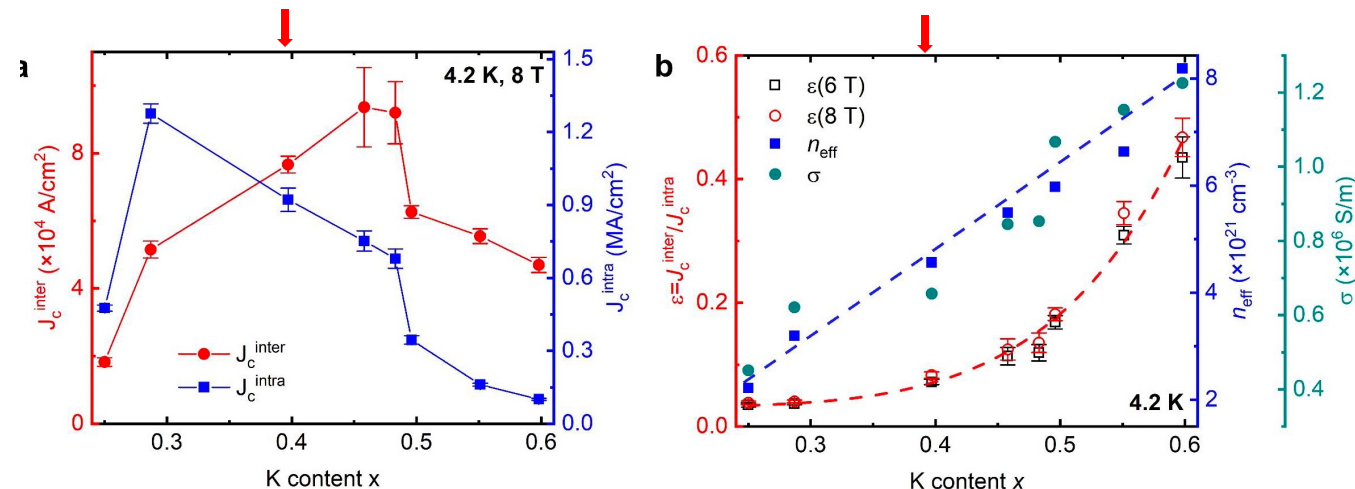 a
4.2 K, 8 T
J_c^inter (×10^4 A/cm^2)
0
4
8
J_c^inter
J_c^intra
0.3
0.4
0.5
0.6
K content x
0.0
0.3
0.6
0.9
1.2
1.5
J_c^intra (MA/cm^2)
b
ε(6 T)
ε(8 T)
n_eff
σ
4.2 K
ε=J_c^inter/J_c^intra
0.0
0.2
0.4
0.6
0.3
0.4
0.5
0.6
K content x
2
4
6
8
n_eff (×10^21 cm^-3)
0.4
0.6
0.8
1.0
1.2
σ (×10^6 S/m)